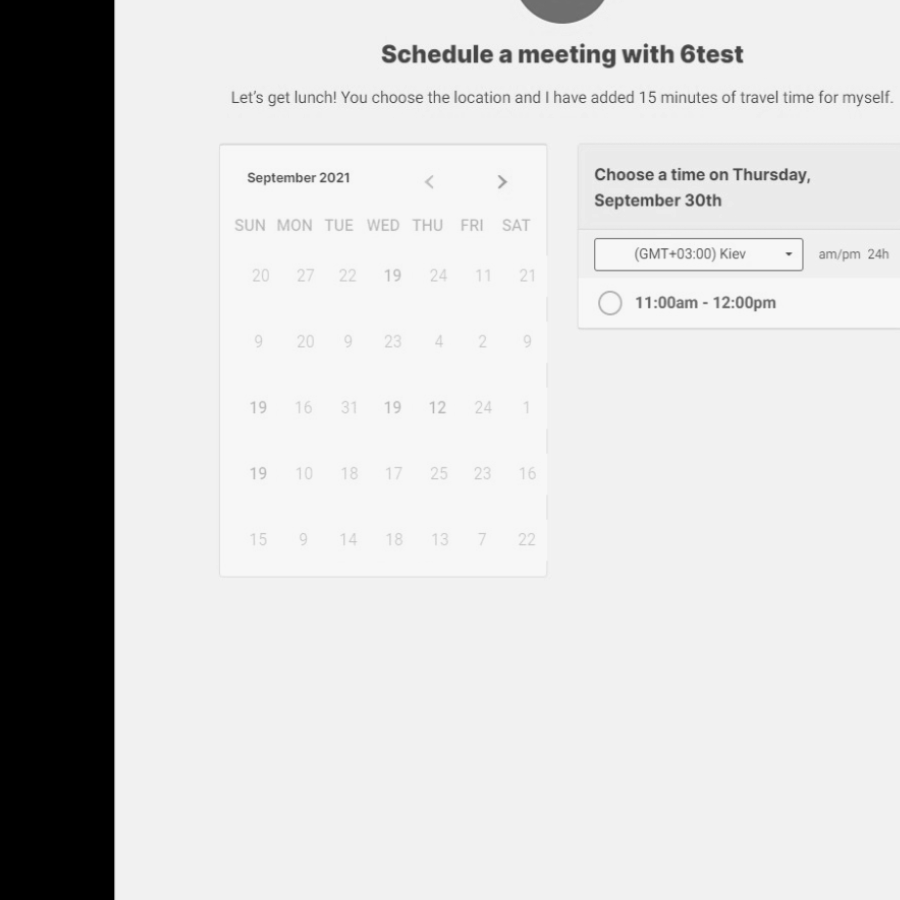 Schedule a meeting with 6test
Let's get lunch! You choose the location and I have added 15 minutes of travel time for myself.
September 2021
SUN MON TUE WED THU FRI SAT
20 27 22 19 24 11 21
9 20 9 23 4 2 9
19 16 31 19 12 24 1
19 10 18 17 25 23 16
15 9 14 18 13 7 22
Choose a time on Thursday,
September 30th
(GMT+03:00) Kiev am/pm 24h
11:00am - 12:00pm